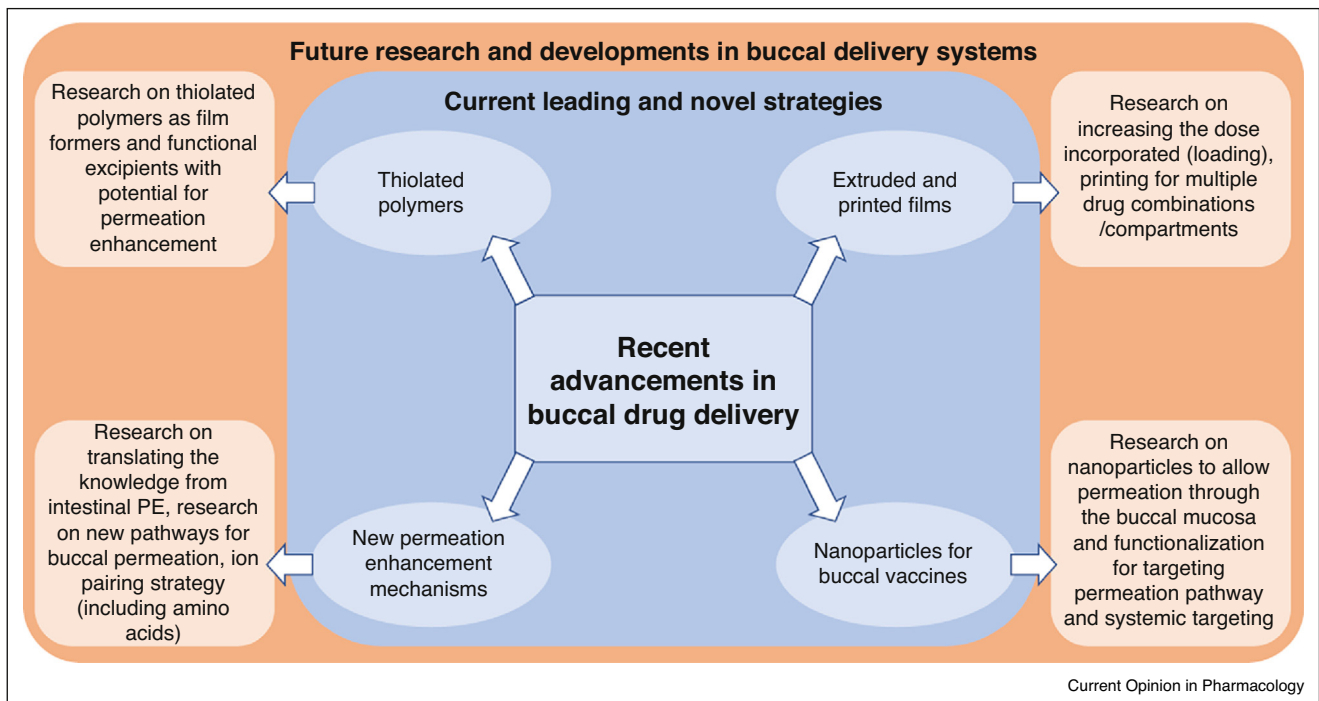 Future research and developments in buccal delivery systems
Current leading and novel strategies
Research on thiolated
polymers as film
formers and functional
excipients with
potential for
permeation
enhancement
Thiolated
polymers
Extruded and
printed films
Research on
increasing the dose
incorporated (loading),
printing for multiple
drug combinations
/compartments
Recent
advancements in
buccal drug delivery
Research on
translating the
knowledge from
intestinal PE, research
on new pathways for
buccal permeation, ion
pairing strategy
(including amino
acids)
New permeation
enhancement
mechanisms
Nanoparticles for
buccal vaccines
Research on
nanoparticles to allow
permeation through
the buccal mucosa
and functionalization
for targeting
permeation pathway
and systemic targeting
Current Opinion in Pharmacology